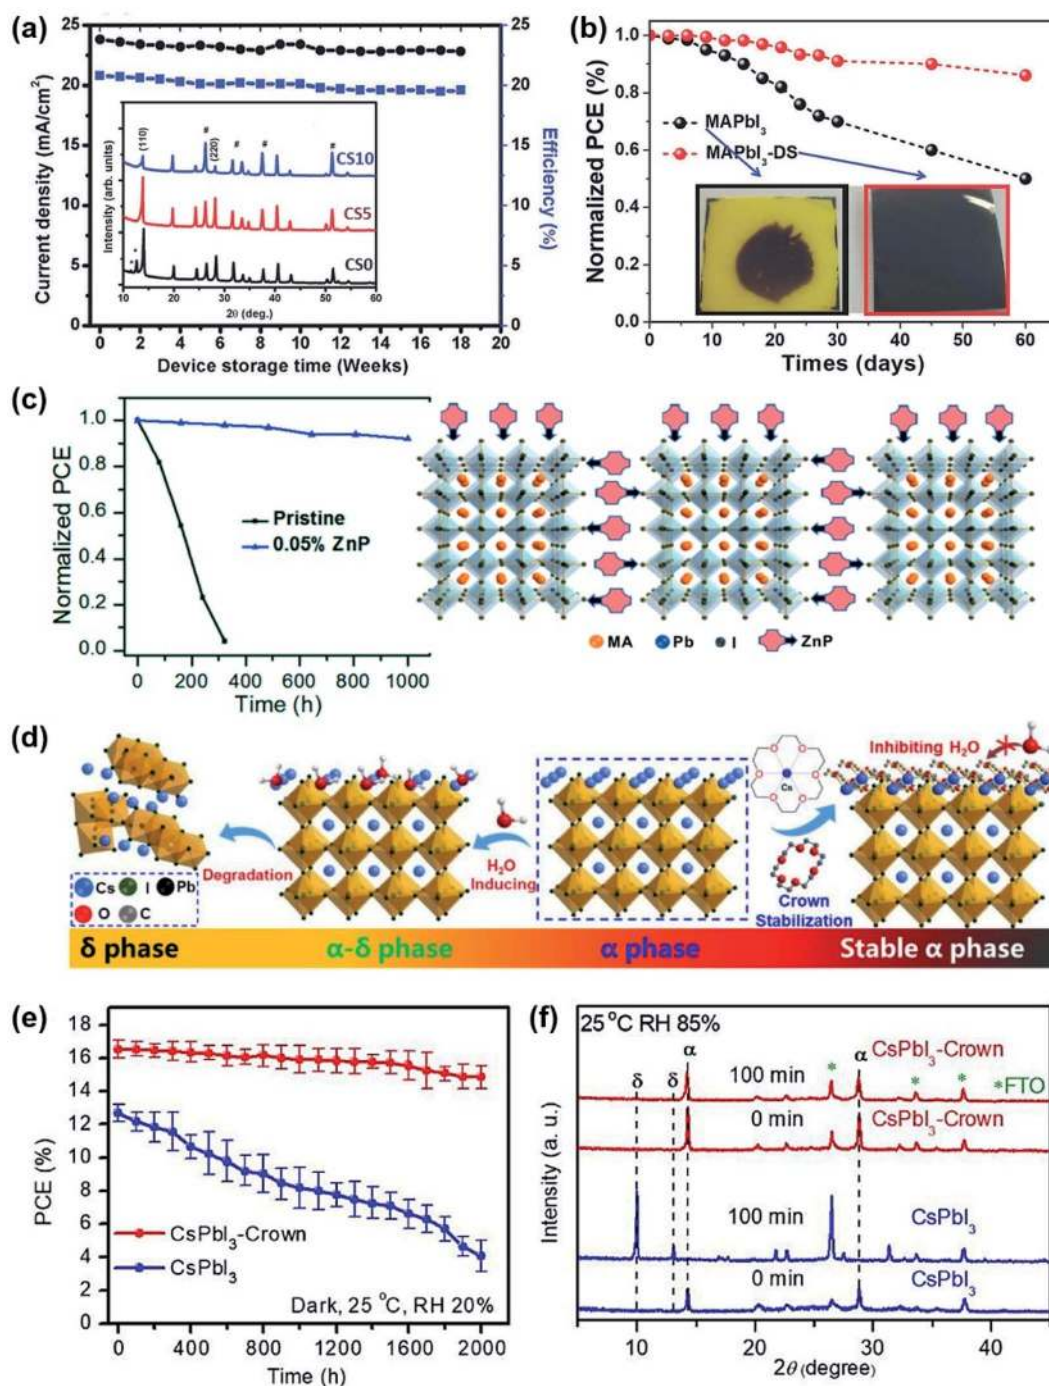 (a)
25
20
15
10
5
0
Current density (mA/cm²)
25
20
15
10
5
0
Efficiency (%)
Intensity (arb. units)
(110)
#
(220)
#
#
#
CS10
CS5
CS0
* *
10 20 30 40 50 60
2θ (deg.)
0 2 4 6 8 10 12 14 16 18 20
Device storage time (Weeks)
(b)
Normalized PCE (%)
1.0
0.8
0.6
0.4
0.2
0.0
MAPbI₃
MAPbI₃-DS
0 10 20 30 40 50 60
Times (days)
(c)
Normalized PCE
1.0
0.8
0.6
0.4
0.2
0.0
Pristine
0.05% ZnP
0 200 400 600 800 1000
Time (h)
MA Pb I ZnP
(d)
Degradation
H₂O
Inducing
Cs
Inhibiting H₂O
Crown
Stabilization
Cs I Pb
O C
δ phase α-δ phase α phase Stable α phase
(e)
PCE (%)
18
16
14
12
10
8
6
4
2
0
CsPbI₃-Crown
CsPbI₃
Dark, 25 °C, RH 20%
0 400 800 1200 1600 2000
Time (h)
(f)
Intensity (a. u.)
25 °C RH 85%
δ δ α α
CsPbI₃-Crown
100 min
* * * *FTO
0 min
CsPbI₃-Crown
100 min
CsPbI₃
0 min
CsPbI₃
10 20 30 40
2θ (degree)